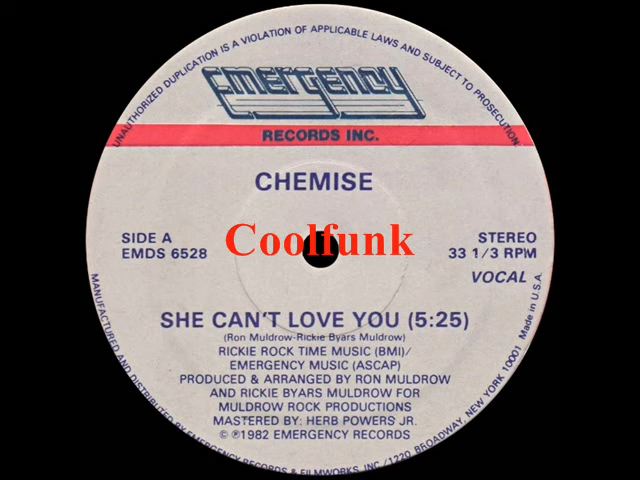 UNAUTHORIZED DUPLICATION IS A VIOLATION OF APPLICABLE LAWS AND SUBJECT TO PROSECUTION
EMERGENCY
RECORDS INC.
CHEMISE
SIDE A
EMDS 6528
Coolfunk
STEREO
33 1/3 RPM
VOCAL
SHE CAN'T LOVE YOU (5:25)
(Ron Muldrow-Rickie Byars Muldrow)
RICKIE ROCK TIME MUSIC (BMI)/
EMERGENCY MUSIC (ASCAP)
PRODUCED & ARRANGED BY RON MULDROW
AND RICKIE BYARS MULDROW FOR
MULDROW ROCK PRODUCTIONS
MASTERED BY: HERB POWERS JR.
© ℗1982 EMERGENCY RECORDS
MANUFACTURED AND DISTRIBUTED BY EMERGENCY RECORDS & FILMWORKS, INC./1220 BROADWAY, NEW YORK 10001 Made in U.S.A.